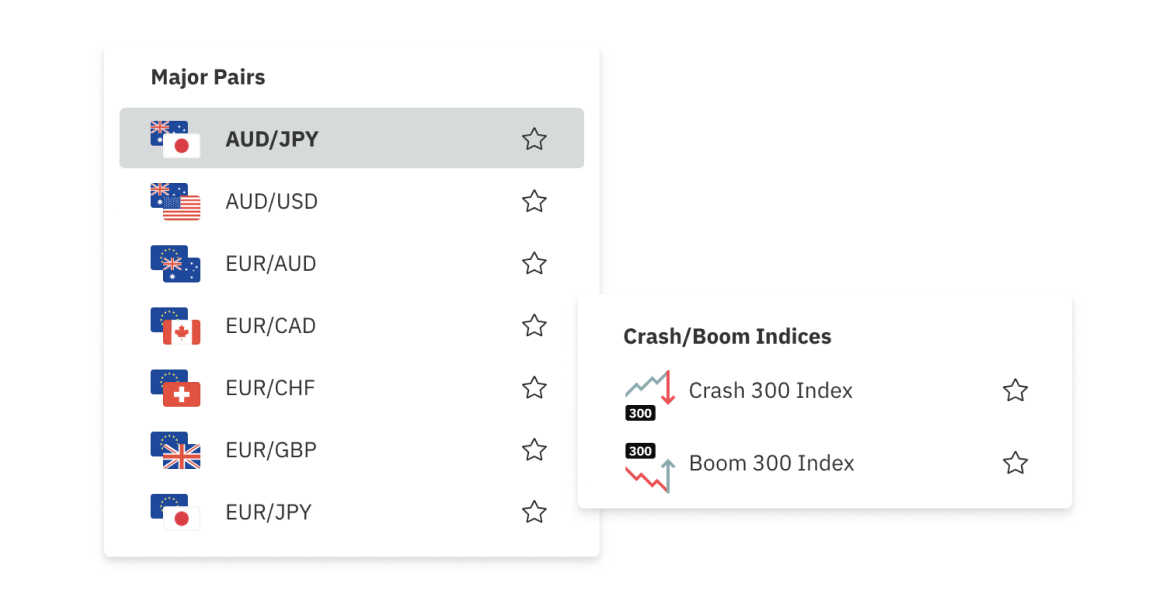 Major Pairs
AUD/JPY
AUD/USD
EUR/AUD
EUR/CAD
EUR/CHF
EUR/GBP
EUR/JPY
Crash/Boom Indices
Crash 300 Index
300
300
Boom 300 Index